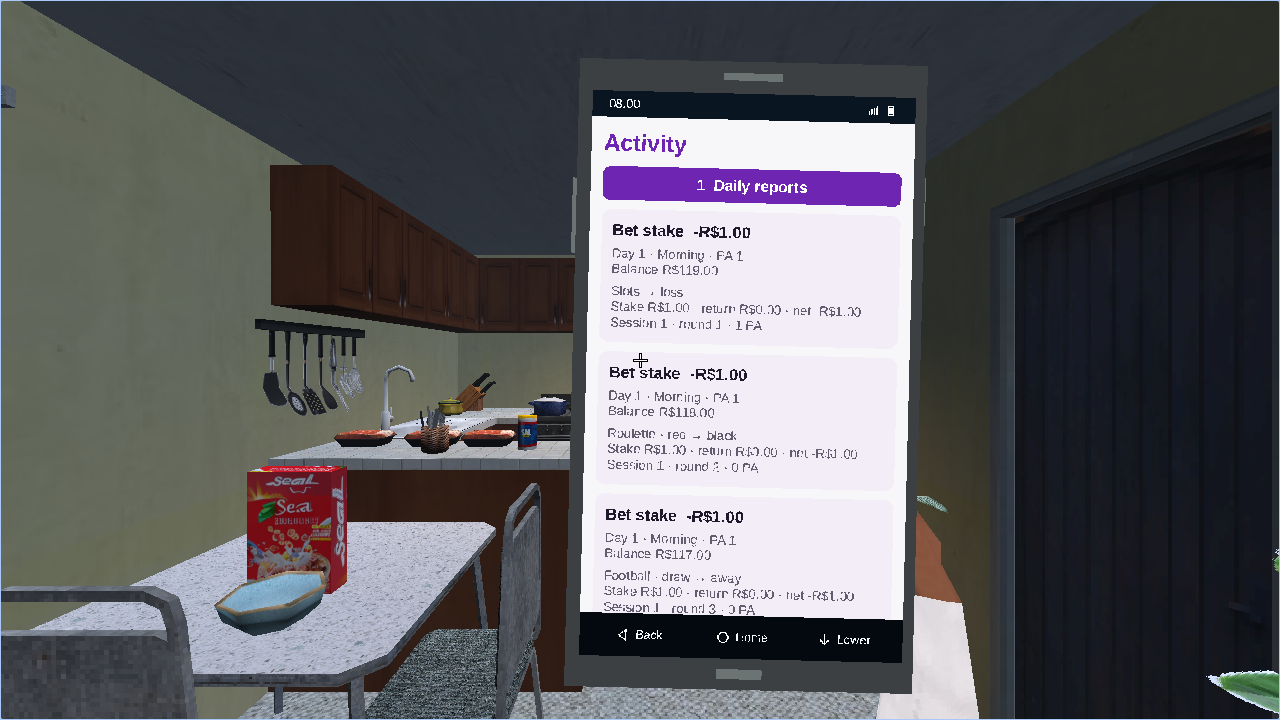 08.00
Activity
1 Daily reports
Bet stake -R$1.00
Day 1 · Morning · PA 1
Balance R$119.00
Slots → loss
Stake R$1.00 · return R$0.00 · net -R$1.00
Session 1 · round 1 · 1 PA
Bet stake -R$1.00
Day 1 · Morning · PA 1
Balance R$118.00
Roulette · red → black
Stake R$1.00 · return R$0.00 · net -R$1.00
Session 1 · round 2 · 0 PA
Bet stake -R$1.00
Day 1 · Morning · PA 1
Balance R$117.00
Football · draw → away
Stake R$1.00 · return R$0.00 · net -R$1.00
Session 1 · round 3 · 0 PA
Back
Home
Lower